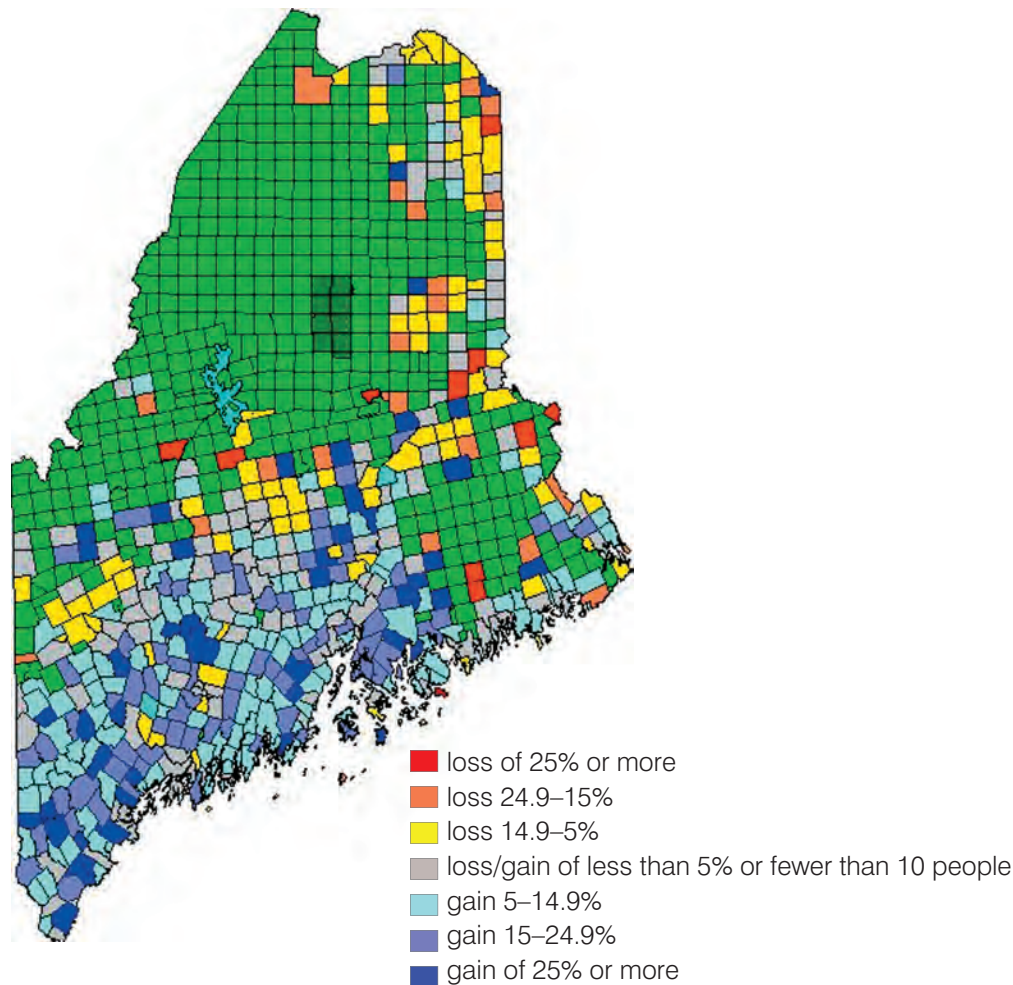 loss of 25% or more
loss 24.9–15%
loss 14.9–5%
loss/gain of less than 5% or fewer than 10 people
gain 5–14.9%
gain 15–24.9%
gain of 25% or more